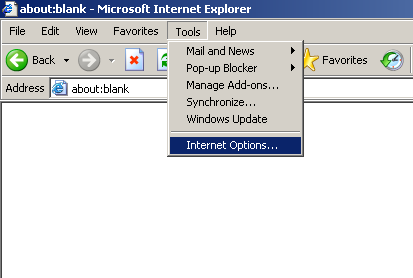 about:blank - Microsoft Internet Explorer
File Edit View Favorites Tools Help
Back Favorites
Address about:blank
Mail and News
Pop-up Blocker
Manage Add-ons...
Synchronize...
Windows Update
Internet Options...